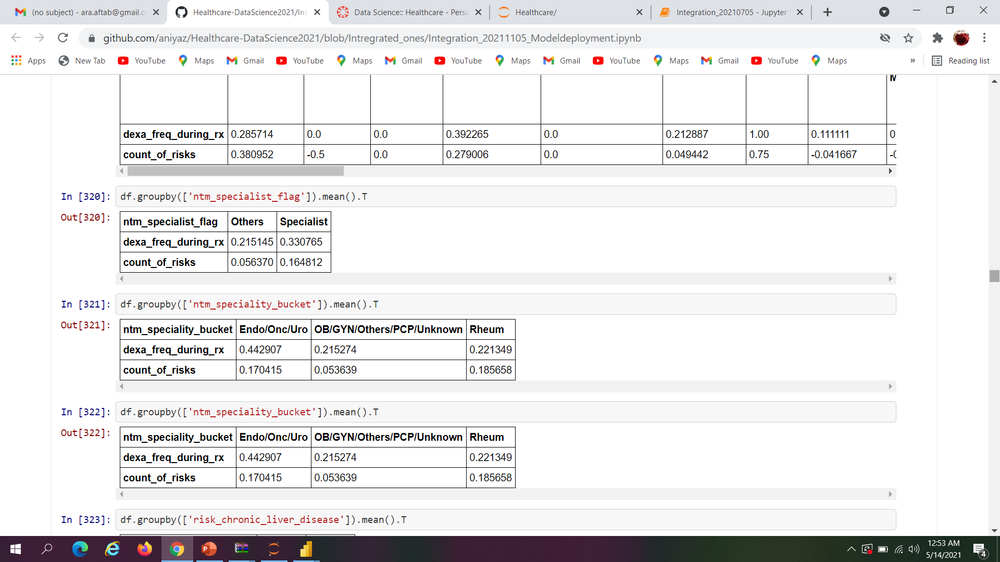 (no subject) - ara.aftab@gmail.c
Healthcare-DataScience2021/Int
Data Science:: Healthcare - Persi
Healthcare/
Integration_20210705 - Jupyter
github.com/aniyaz/Healthcare-DataScience2021/blob/Intregrated_ones/Integration_20211105_Modeldeployment.ipynb
Apps New Tab YouTube Maps Gmail YouTube Maps Gmail YouTube Maps Gmail YouTube Maps Gmail YouTube Maps » Reading list
dexa_freq_during_rx 0.285714 0.0 0.0 0.392265 0.0 0.212887 1.00 0.111111 0
count_of_risks 0.380952 -0.5 0.0 0.279006 0.0 0.049442 0.75 -0.041667
In [320]: df.groupby(['ntm_specialist_flag']).mean().T
Out[320]:
ntm_specialist_flag Others Specialist
dexa_freq_during_rx 0.215145 0.330765
count_of_risks 0.056370 0.164812
In [321]: df.groupby(['ntm_speciality_bucket']).mean().T
Out[321]:
ntm_speciality_bucket Endo/Onc/Uro OB/GYN/Others/PCP/Unknown Rheum
dexa_freq_during_rx 0.442907 0.215274 0.221349
count_of_risks 0.170415 0.053639 0.185658
In [322]: df.groupby(['ntm_speciality_bucket']).mean().T
Out[322]:
ntm_speciality_bucket Endo/Onc/Uro OB/GYN/Others/PCP/Unknown Rheum
dexa_freq_during_rx 0.442907 0.215274 0.221349
count_of_risks 0.170415 0.053639 0.185658
In [323]: df.groupby(['risk_chronic_liver_disease']).mean().T
12:53 AM
5/14/2021
4